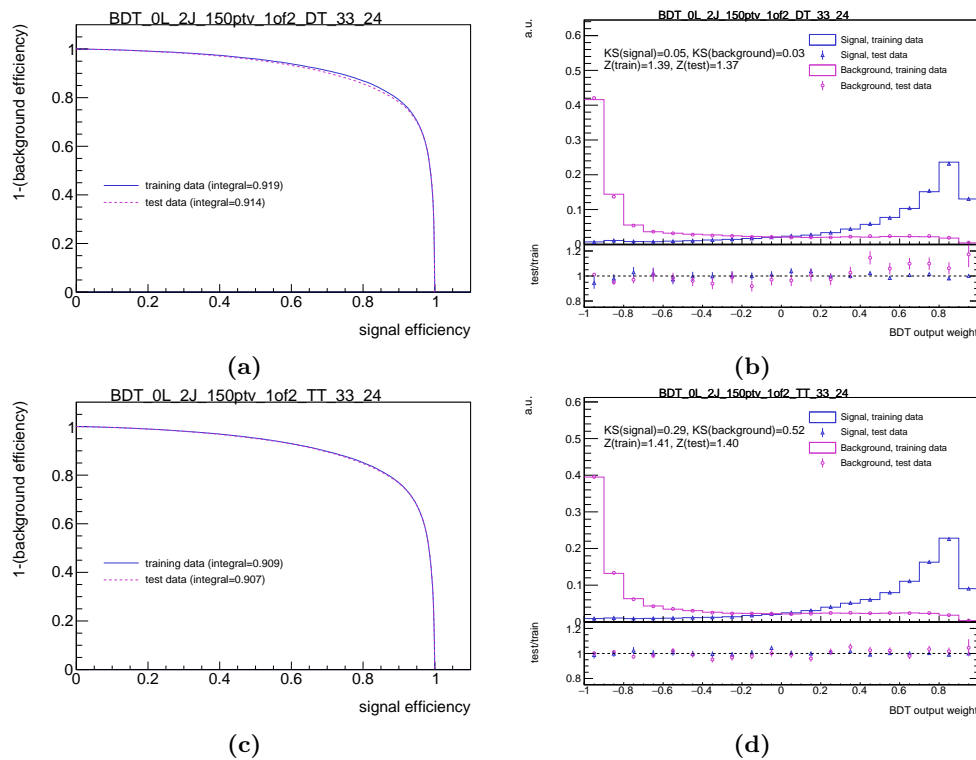 BDT_0L_2J_150ptv_1of2_DT_33_24
1-(background efficiency)
1
0.8
0.6
0.4
0.2
0
training data (integral=0.919)
test data (integral=0.914)
0 0.2 0.4 0.6 0.8 1
signal efficiency
(a)
BDT_0L_2J_150ptv_1of2_DT_33_24
a.u.
0.6
0.5
0.4
0.3
0.2
0.1
0
KS(signal)=0.05, KS(background)=0.03
Z(train)=1.39, Z(test)=1.37
Signal, training data
Signal, test data
Background, training data
Background, test data
test/train
1.2
1
0.8
−1 −0.8 −0.6 −0.4 −0.2 0 0.2 0.4 0.6 0.8
BDT output weight
(b)
BDT_0L_2J_150ptv_1of2_TT_33_24
1-(background efficiency)
1
0.8
0.6
0.4
0.2
0
training data (integral=0.909)
test data (integral=0.907)
0 0.2 0.4 0.6 0.8 1
signal efficiency
(c)
BDT_0L_2J_150ptv_1of2_TT_33_24
a.u.
0.6
0.5
0.4
0.3
0.2
0.1
0
KS(signal)=0.29, KS(background)=0.52
Z(train)=1.41, Z(test)=1.40
Signal, training data
Signal, test data
Background, training data
Background, test data
test/train
1.2
1
0.8
−1 −0.8 −0.6 −0.4 −0.2 0 0.2 0.4 0.6 0.8
BDT output weight
(d)